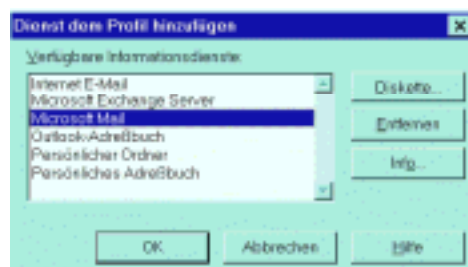 Dienst dem Profil hinzufügen
Verfügbare Informationsdienste:
Internet E-Mail
Microsoft Exchange Server
Microsoft Mail
Outlook-Adreßbuch
Persönlicher Ordner
Persönliches Adreßbuch
Diskette...
Entfernen
Info...
OK
Abbrechen
Hilfe